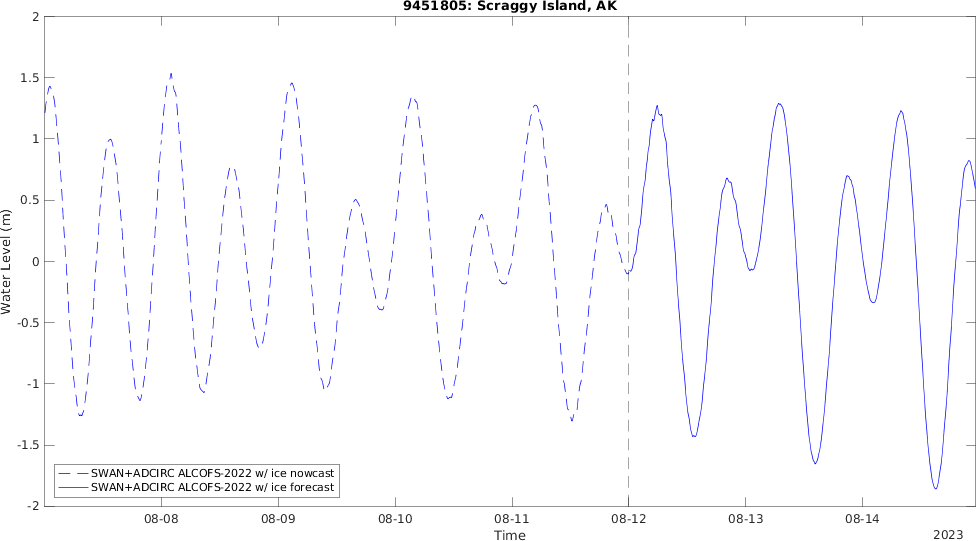 9451805: Scraggy Island, AK
2
1.5
1
0.5
0
-0.5
-1
-1.5
-2
Water Level (m)
SWAN+ADCIRC ALCOFS-2022 w/ ice nowcast
SWAN+ADCIRC ALCOFS-2022 w/ ice forecast
08-08 08-09 08-10 08-11 08-12 08-13 08-14
Time
2023